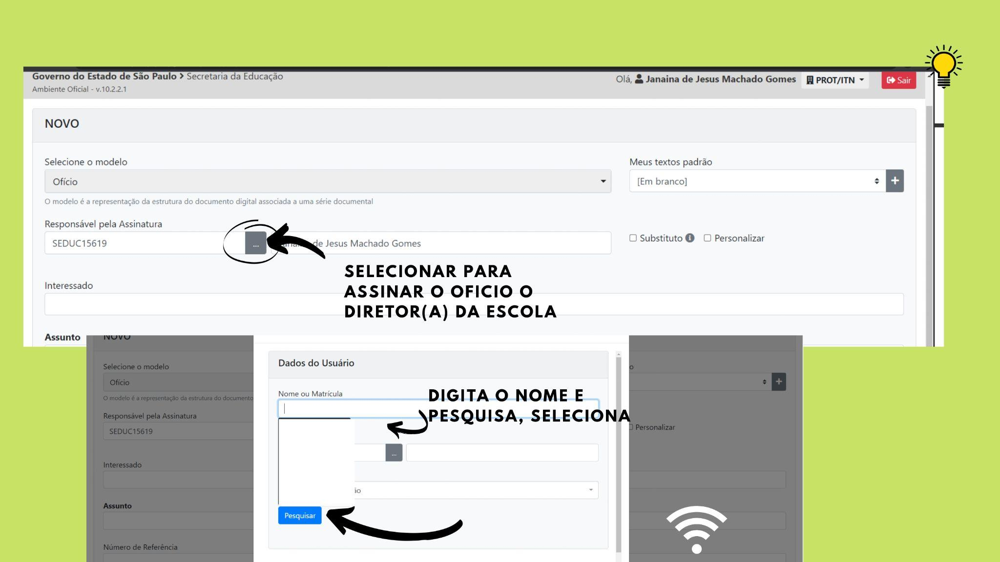 Governo do Estado de São Paulo > Secretaria da Educação
Ambiente Oficial - v.10.2.2.1
Olá, Janaina de Jesus Machado Gomes
PROT/ITN
Sair
NOVO
Selecione o modelo
Ofício
O modelo é a representação da estrutura do documento digital associada a uma série documental
Meus textos padrão
[Em branco]
+
Responsável pela Assinatura
SEDUC15619
...
de Jesus Machado Gomes
Substituto
Personalizar
SELECIONAR PARA
ASSINAR O OFICIO O
DIRETOR(A) DA ESCOLA
Interessado
Assunto
NOVO
Selecione o modelo
Ofício
O modelo é a representação da estrutura do documento
Responsável pela Assinatura
SEDUC15619
Interessado
Assunto
Número de Referência
Dados do Usuário
Nome ou Matrícula
DIGITA O NOME E
PESQUISA, SELECIONA
...
ão
Pesquisar
o
+
Personalizar